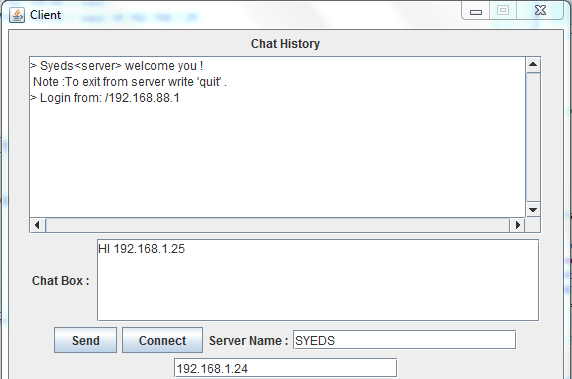 Client
Chat History
> Syeds<server> welcome you !
Note :To exit from server write 'quit' .
> Login from: /192.168.88.1
Chat Box :
HI 192.168.1.25
Send Connect Server Name : SYEDS
192.168.1.24